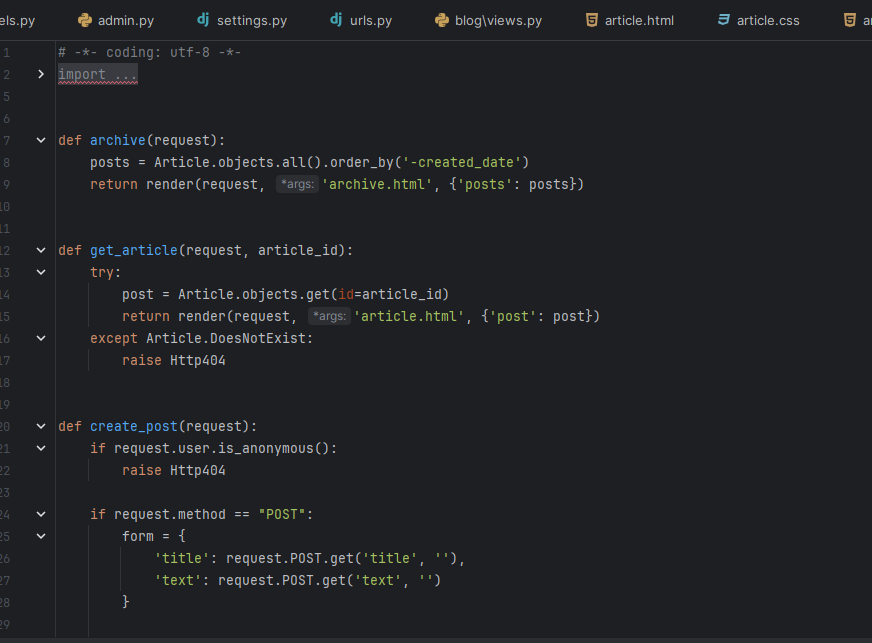 els.py admin.py settings.py urls.py blog\views.py article.html article.css
1 # -*- coding: utf-8 -*-
2 import ...
5
6
7 def archive(request):
8 posts = Article.objects.all().order_by('-created_date')
9 return render(request, *args: 'archive.html', {'posts': posts})
10
11
12 def get_article(request, article_id):
13 try:
14 post = Article.objects.get(id=article_id)
15 return render(request, *args: 'article.html', {'post': post})
16 except Article.DoesNotExist:
17 raise Http404
18
19
20 def create_post(request):
21 if request.user.is_anonymous():
22 raise Http404
23
24 if request.method == "POST":
25 form = {
26 'title': request.POST.get('title', ''),
27 'text': request.POST.get('text', '')
28 }
29